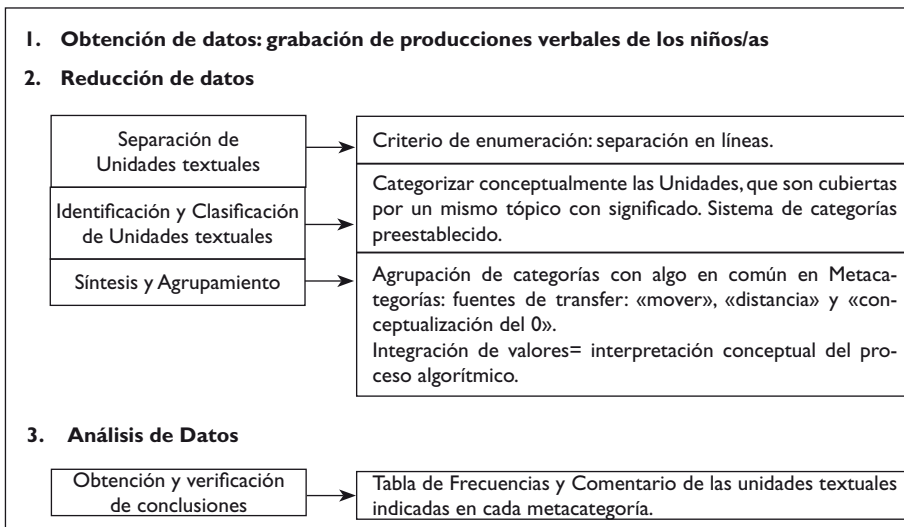 1. Obtención de datos: grabación de producciones verbales de los niños/as
2. Reducción de datos
Separación de
Unidades textuales
Criterio de enumeración: separación en líneas.
Identificación y Clasificación
de Unidades textuales
Categorizar conceptualmente las Unidades, que son cubiertas
por un mismo tópico con significado. Sistema de categorías
preestablecido.
Síntesis y Agrupamiento
Agrupación de categorías con algo en común en Metaca-
tegorías: fuentes de transfer: «mover», «distancia» y «con-
ceptualización del 0».
Integración de valores= interpretación conceptual del pro-
ceso algorítmico.
3. Análisis de Datos
Obtención y verificación
de conclusiones
Tabla de Frecuencias y Comentario de las unidades textuales
indicadas en cada metacategoría.